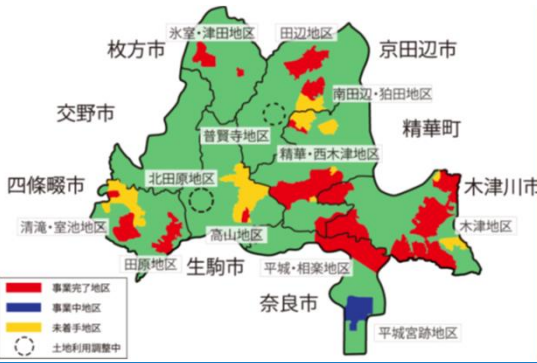 氷室・津田地区
田辺地区
枚方市
京田辺市
南田辺・狛田地区
交野市
普賢寺地区
精華町
精華・西木津地区
北田原地区
四條畷市
木津川市
清滝・室池地区
高山地区
木津地区
田原地区
生駒市
平城・相楽地区
奈良市
平城宮跡地区
事業完了地区
事業中地区
未着手地区
土地利用調整中